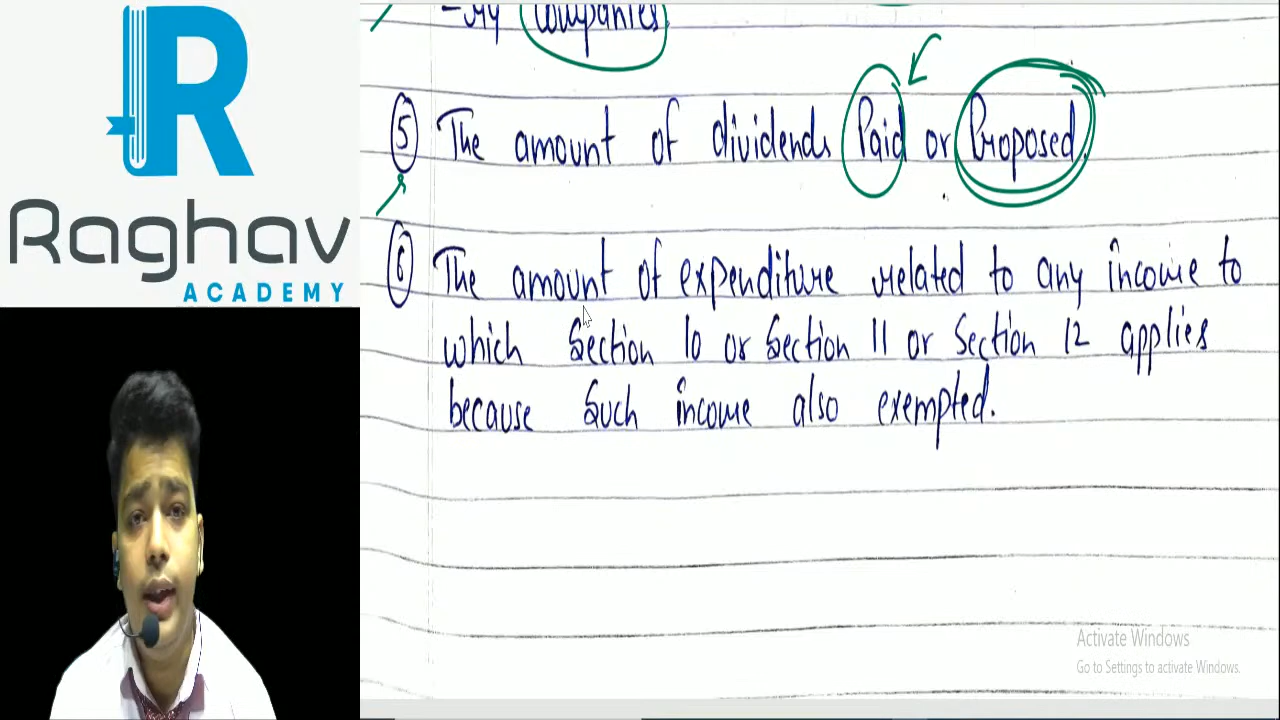 Raghav
ACADEMY
-ry companies
⑤ The amount of dividends Paid or Proposed.
⑥ The amount of expenditure related to any income to
which Section 10 or Section 11 or Section 12 applies
because Such income also exempted.
Activate Windows
Go to Settings to activate Windows.